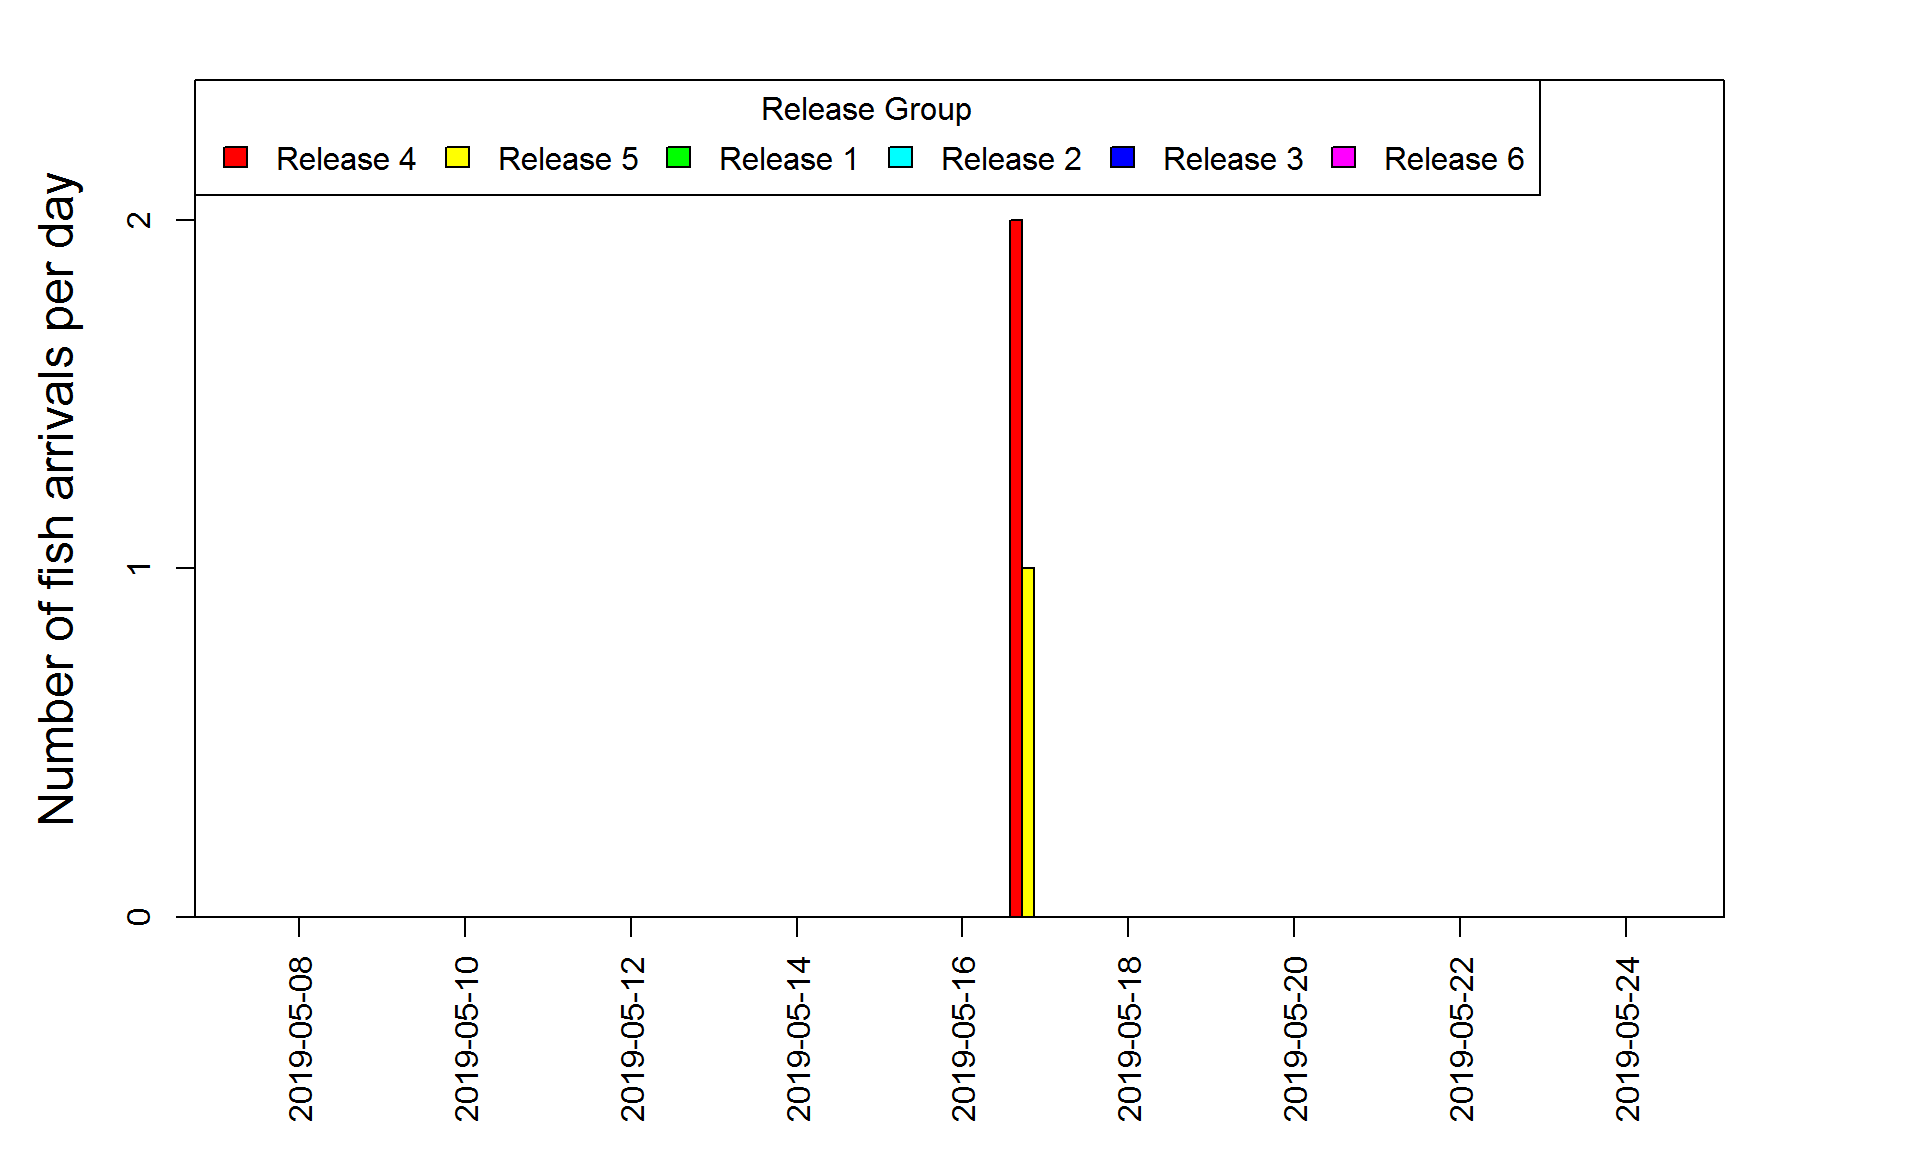 Release Group
Release 4 Release 5 Release 1 Release 2 Release 3 Release 6
Number of fish arrivals per day
2
1
0
2019-05-08 2019-05-10 2019-05-12 2019-05-14 2019-05-16 2019-05-18 2019-05-20 2019-05-22 2019-05-24